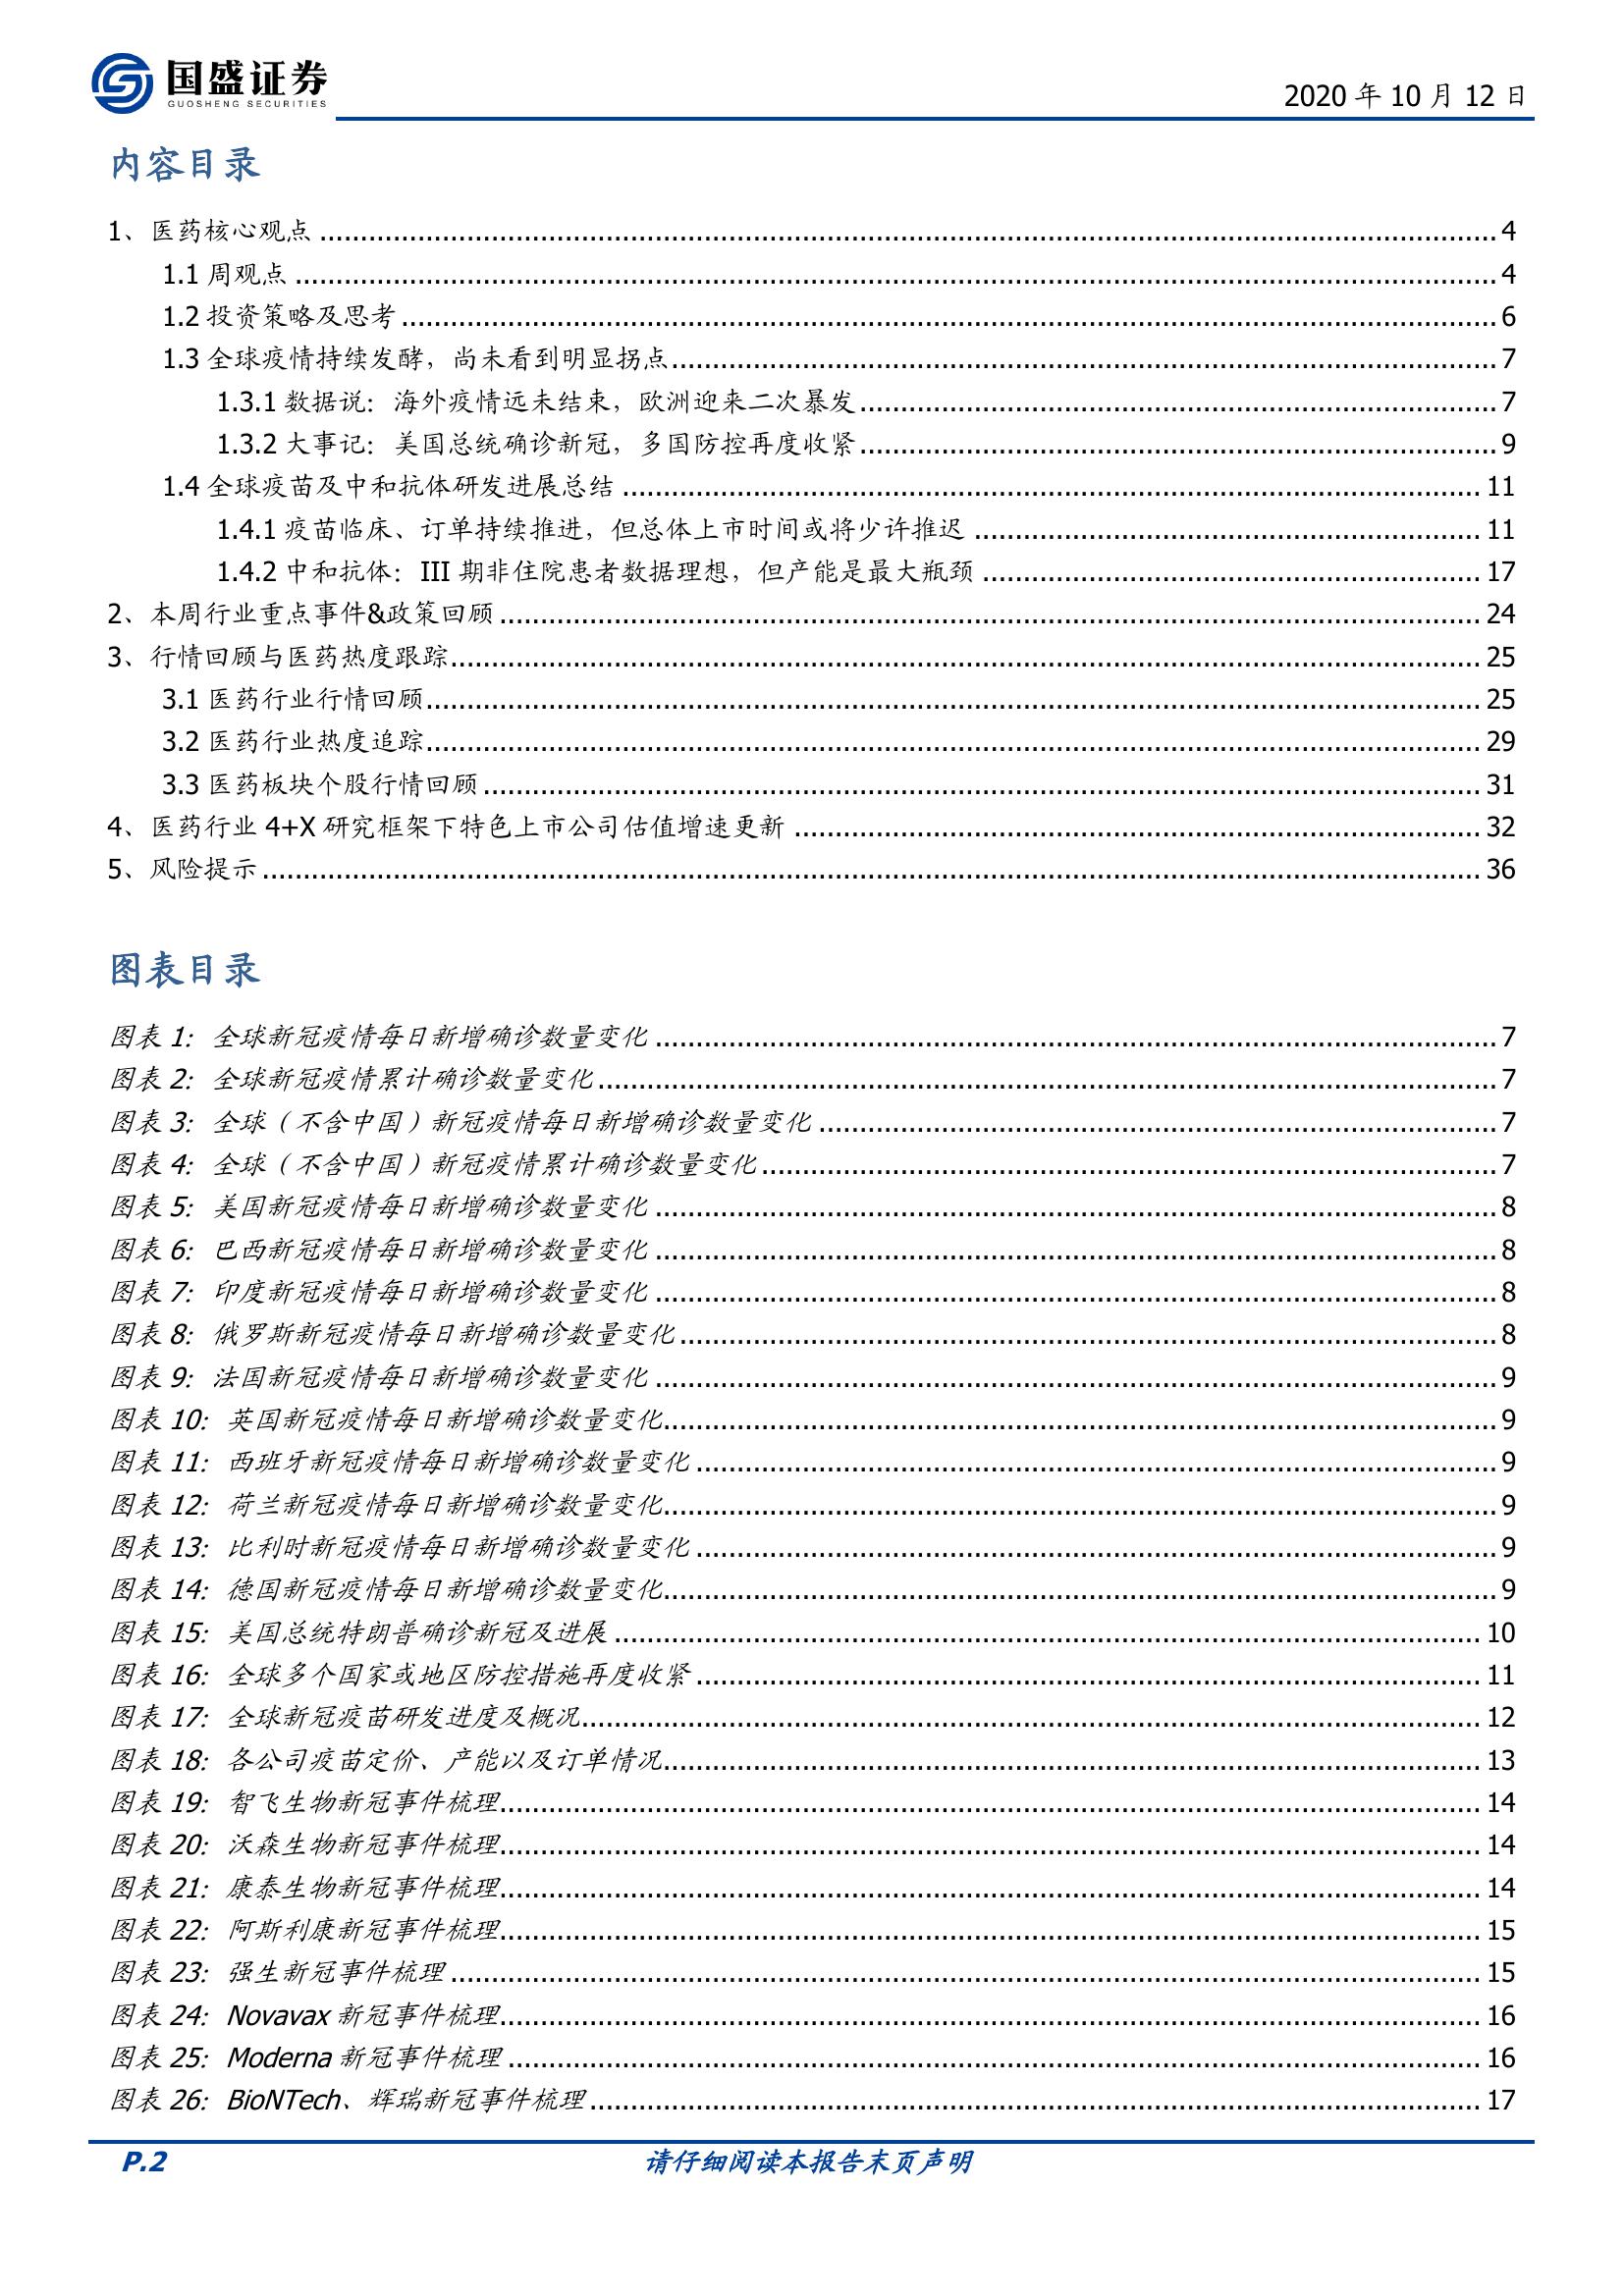 国盛证券
GUOSHENG SECURITIES
2020 年 10 月 12 日
内容目录
1、医药核心观点 ........ 4
1.1 周观点 ........ 4
1.2 投资策略及思考 ........ 6
1.3 全球疫情持续发酵，尚未看到明显拐点 ........ 7
1.3.1 数据说：海外疫情远未结束，欧洲迎来二次暴发 ........ 7
1.3.2 大事记：美国总统确诊新冠，多国防控再度收紧 ........ 9
1.4 全球疫苗及中和抗体研发进展总结 ........ 11
1.4.1 疫苗临床、订单持续推进，但总体上市时间或将少许推迟 ........ 11
1.4.2 中和抗体：III 期非住院患者数据理想，但产能是最大瓶颈 ........ 17
2、本周行业重点事件&政策回顾 ........ 24
3、行情回顾与医药热度跟踪 ........ 25
3.1 医药行业行情回顾 ........ 25
3.2 医药行业热度追踪 ........ 29
3.3 医药板块个股行情回顾 ........ 31
4、医药行业 4+X 研究框架下特色上市公司估值增速更新 ........ 32
5、风险提示 ........ 36
图表目录
图表 1：全球新冠疫情每日新增确诊数量变化 ........ 7
图表 2：全球新冠疫情累计确诊数量变化 ........ 7
图表 3：全球（不含中国）新冠疫情每日新增确诊数量变化 ........ 7
图表 4：全球（不含中国）新冠疫情累计确诊数量变化 ........ 7
图表 5：美国新冠疫情每日新增确诊数量变化 ........ 8
图表 6：巴西新冠疫情每日新增确诊数量变化 ........ 8
图表 7：印度新冠疫情每日新增确诊数量变化 ........ 8
图表 8：俄罗斯新冠疫情每日新增确诊数量变化 ........ 8
图表 9：法国新冠疫情每日新增确诊数量变化 ........ 9
图表 10：英国新冠疫情每日新增确诊数量变化 ........ 9
图表 11：西班牙新冠疫情每日新增确诊数量变化 ........ 9
图表 12：荷兰新冠疫情每日新增确诊数量变化 ........ 9
图表 13：比利时新冠疫情每日新增确诊数量变化 ........ 9
图表 14：德国新冠疫情每日新增确诊数量变化 ........ 9
图表 15：美国总统特朗普确诊新冠及进展 ........ 10
图表 16：全球多个国家或地区防控措施再度收紧 ........ 11
图表 17：全球新冠疫苗研发进度及概况 ........ 12
图表 18：各公司疫苗定价、产能以及订单情况 ........ 13
图表 19：智飞生物新冠事件梳理 ........ 14
图表 20：沃森生物新冠事件梳理 ........ 14
图表 21：康泰生物新冠事件梳理 ........ 14
图表 22：阿斯利康新冠事件梳理 ........ 15
图表 23：强生新冠事件梳理 ........ 15
图表 24：Novavax 新冠事件梳理 ........ 16
图表 25：Moderna 新冠事件梳理 ........ 16
图表 26：BioNTech、辉瑞新冠事件梳理 ........ 17
P.2 请仔细阅读本报告末页声明